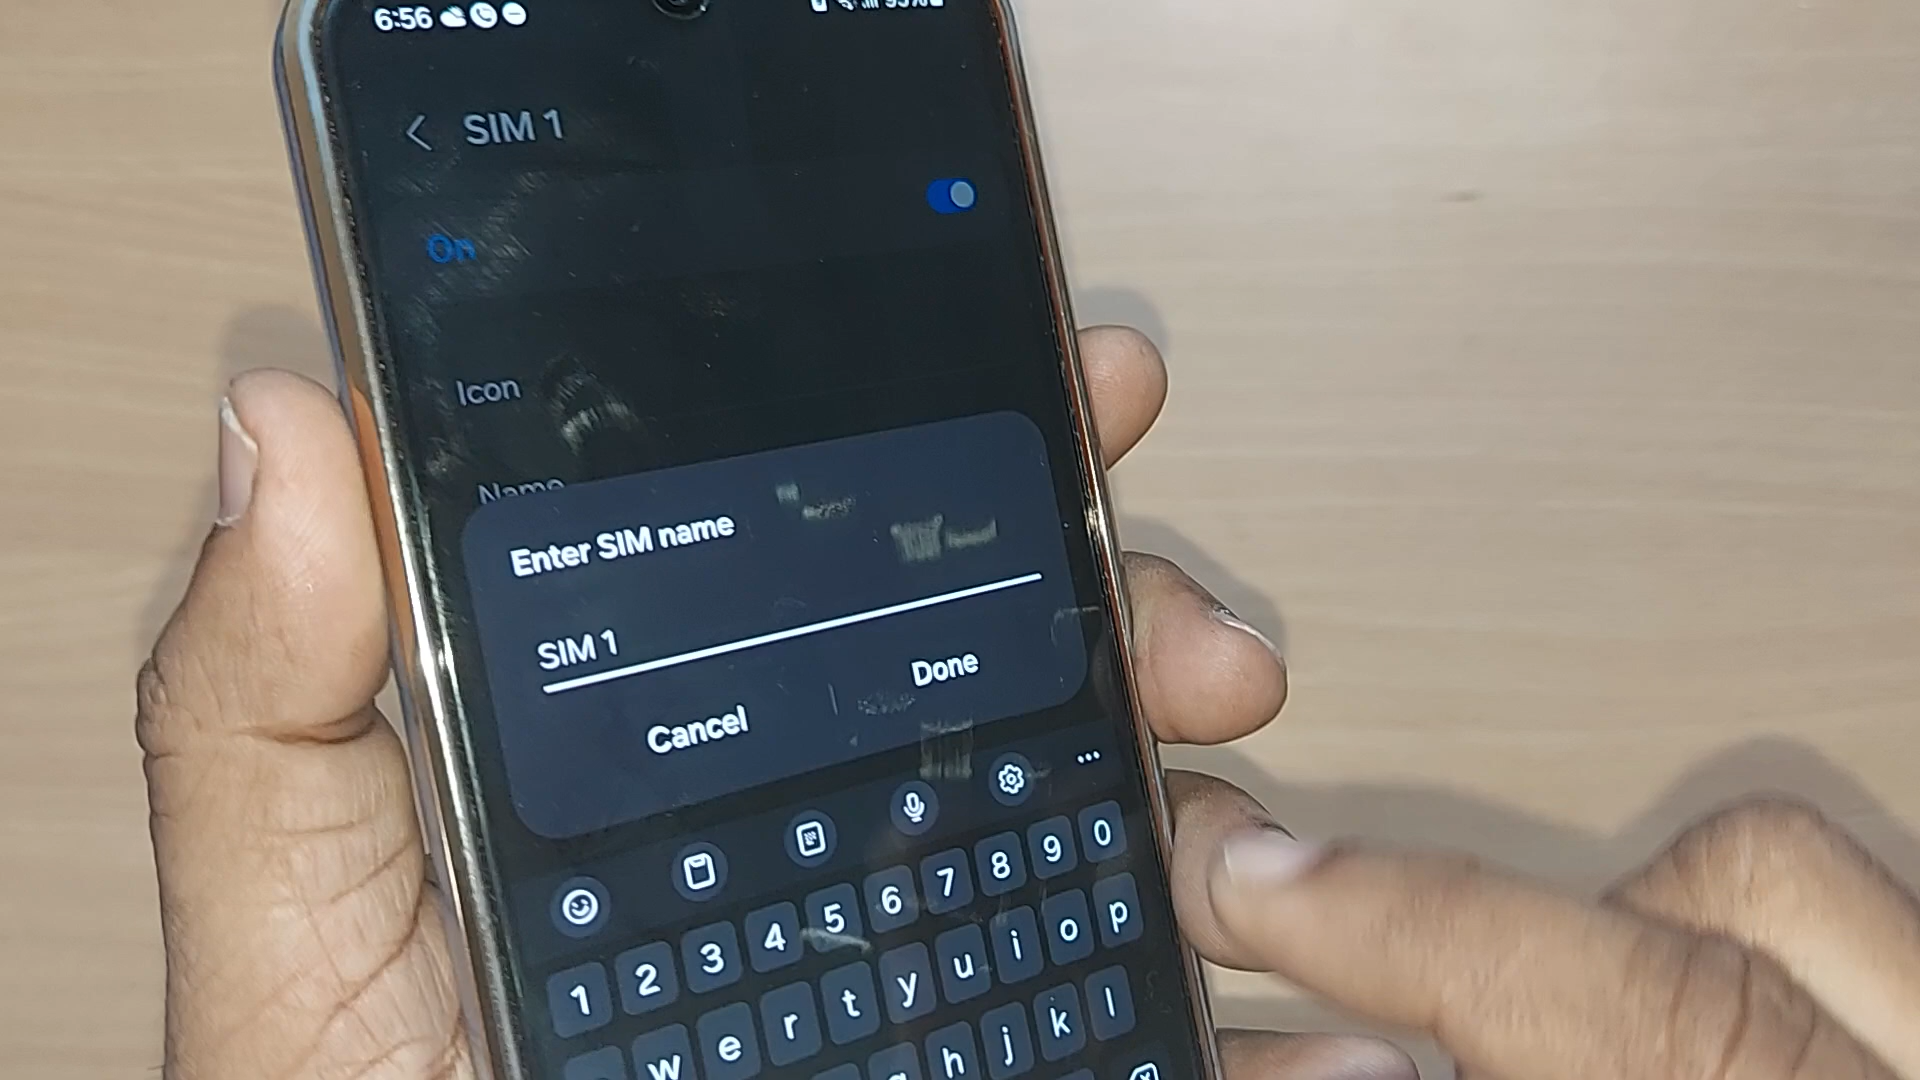 6:56
SIM 1
On
Icon
Name
Enter SIM name
SIM 1
Cancel
Done
1 2 3 4 5 6 7 8 9 0
w e r t y u i o p
h j k l